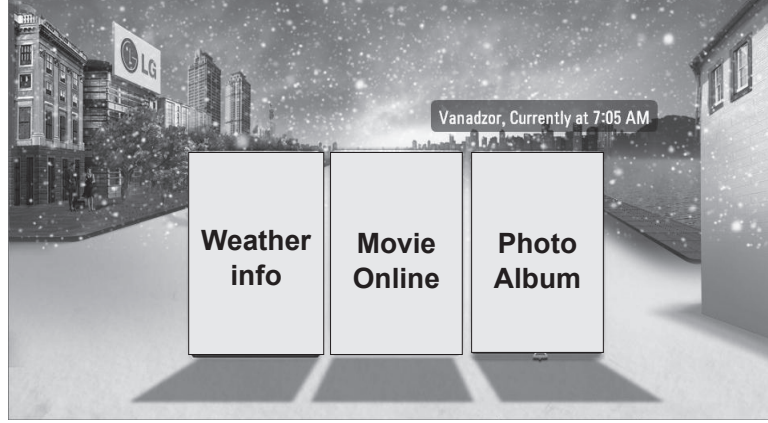 LG
Vanadzor, Currently at 7:05 AM
Weather
info
Movie
Online
Photo
Album